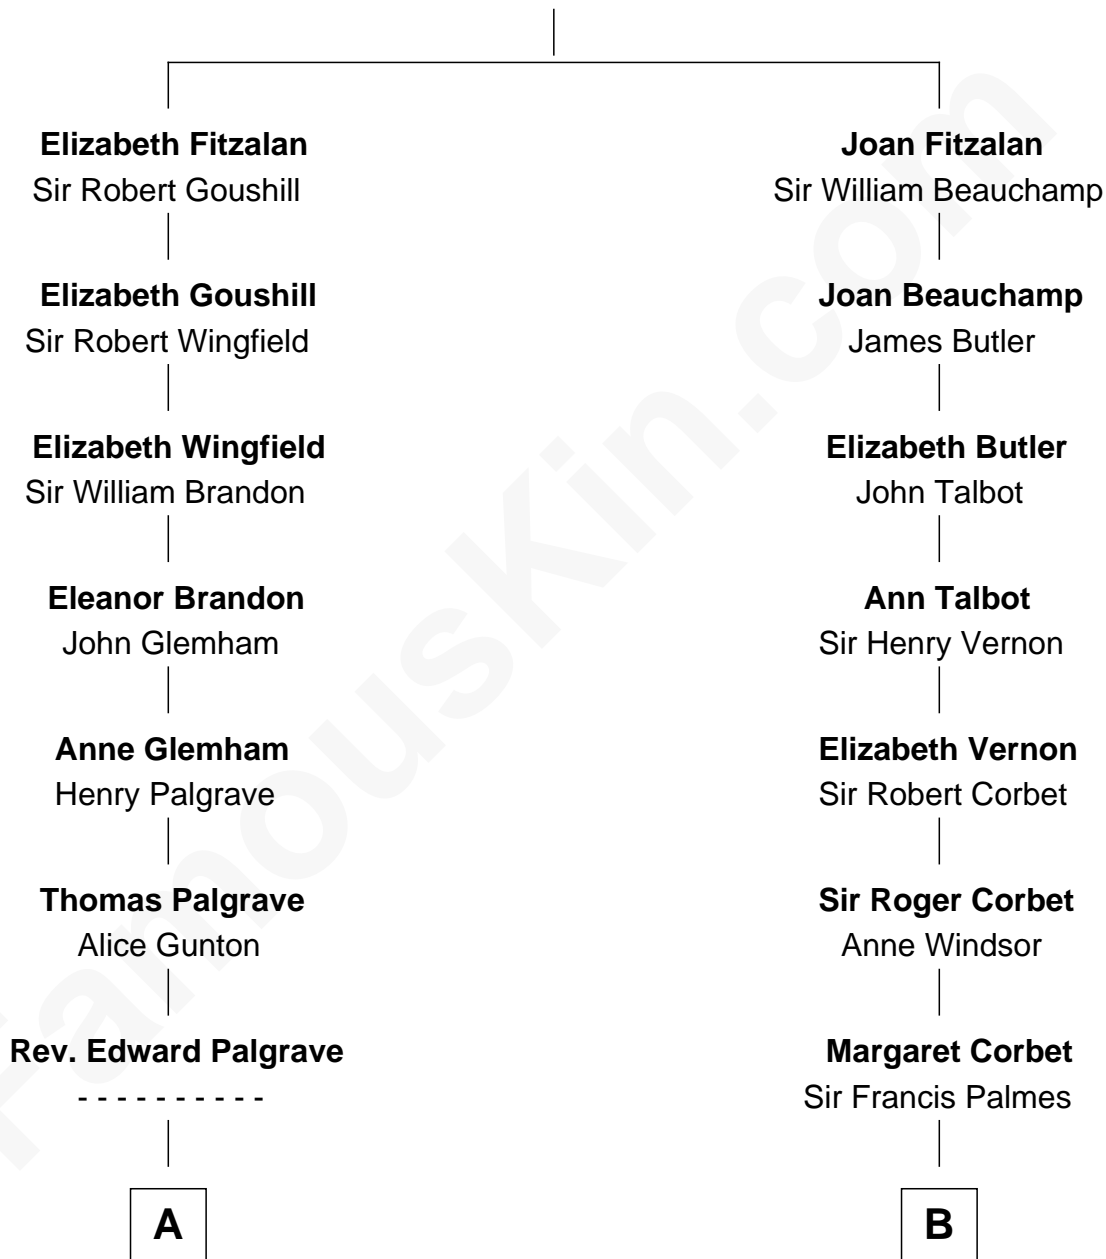 Elizabeth Fitzalan
Sir Robert Goushill
Elizabeth Goushill
Sir Robert Wingfield
Elizabeth Wingfield
Sir William Brandon
Eleanor Brandon
John Glemham
Anne Glemham
Henry Palgrave
Thomas Palgrave
Alice Gunton
Rev. Edward Palgrave
- - - - - - - - - -
A
Joan Fitzalan
Sir William Beauchamp
Joan Beauchamp
James Butler
Elizabeth Butler
John Talbot
Ann Talbot
Sir Henry Vernon
Elizabeth Vernon
Sir Robert Corbet
Sir Roger Corbet
Anne Windsor
Margaret Corbet
Sir Francis Palmes
B
FamousKin.com